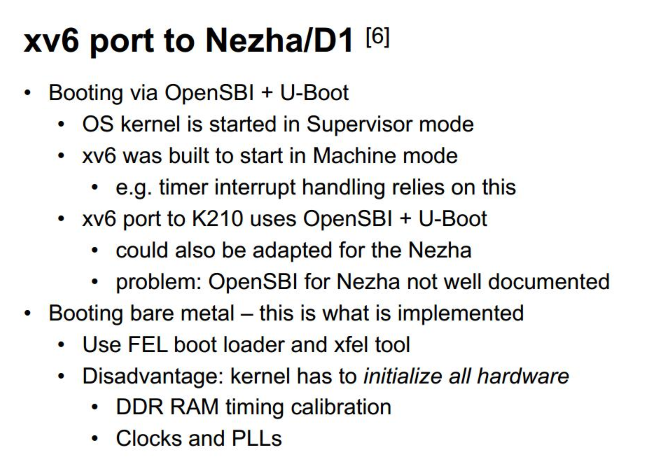 xv6 port to Nezha/D1 [6]
• Booting via OpenSBI + U-Boot
• OS kernel is started in Supervisor mode
• xv6 was built to start in Machine mode
• e.g. timer interrupt handling relies on this
• xv6 port to K210 uses OpenSBI + U-Boot
• could also be adapted for the Nezha
• problem: OpenSBI for Nezha not well documented
• Booting bare metal – this is what is implemented
• Use FEL boot loader and xfel tool
• Disadvantage: kernel has to initialize all hardware
• DDR RAM timing calibration
• Clocks and PLLs